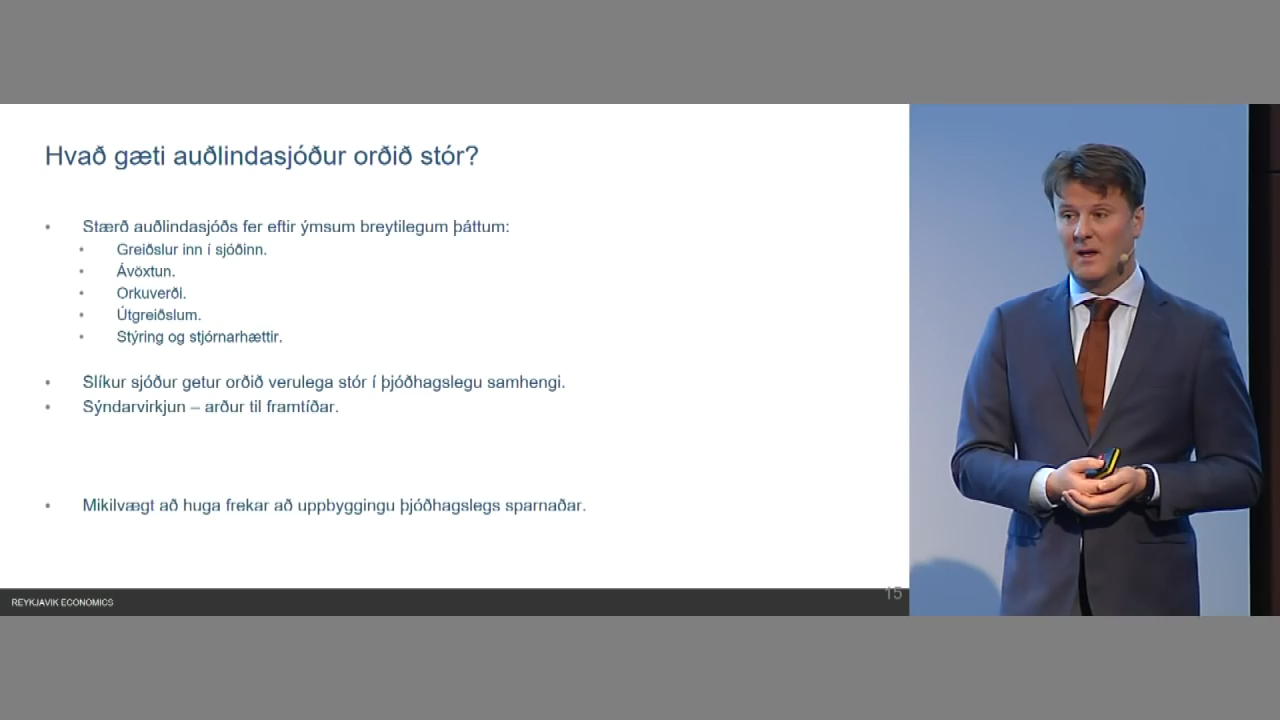 Hvað gæti auðlindasjóður orðið stór?
• Stærð auðlindasjóðs fer eftir ýmsum breytilegum þáttum:
• Greiðslur inn í sjóðinn.
• Ávöxtun.
• Orkuverði.
• Útgreiðslum.
• Stýring og stjórnarhættir.
• Slíkur sjóður getur orðið verulega stór í þjóðhagslegu samhengi.
• Sýndarvirkjun – arður til framtíðar.
• Mikilvægt að huga frekar að uppbyggingu þjóðhagslegs sparnaðar.
REYKJAVIK ECONOMICS
15